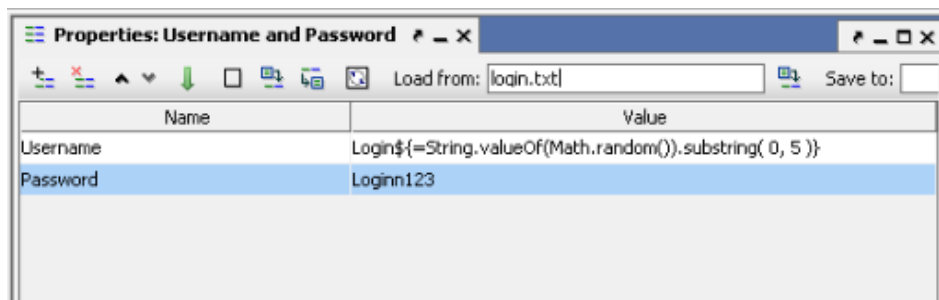 Properties: Username and Password
Load from: login.txt Save to:
Name Value
Username Login${=String.valueOf(Math.random()).substring( 0, 5 )}
Password Loginn123